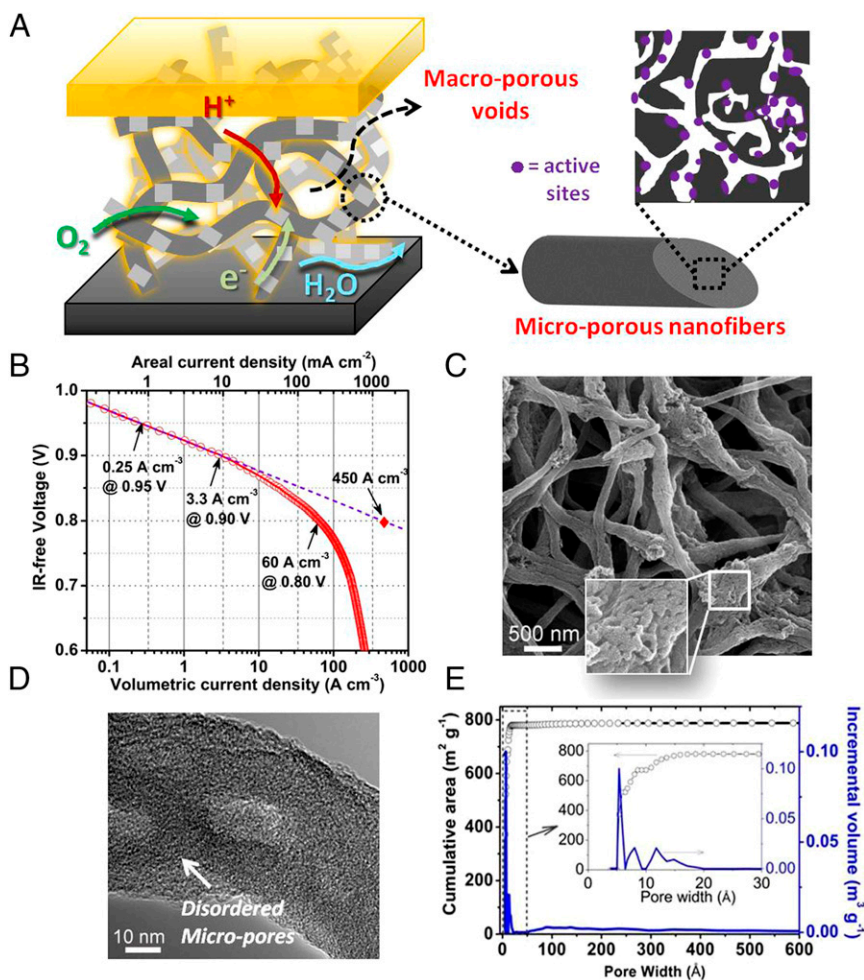 A
H+
Macro-porous
voids
= active
sites
O2
e-
H2O
Micro-porous nanofibers
B
Areal current density (mA cm-2)
1 10 100 1000
1.0
0.9
0.8
0.7
0.6
IR-free Voltage (V)
0.25 A cm-3
@ 0.95 V
3.3 A cm-3
@ 0.90 V
450 A cm-3
60 A cm-3
@ 0.80 V
0.1 1 10 100 1000
Volumetric current density (A cm-3)
C
500 nm
D
Disordered
Micro-pores
10 nm
E
Cumulative area (m2 g-1)
800
700
600
500
400
300
200
100
0
800
600
400
200
0
0.10
0.05
0.00
0 10 20 30
Pore width (Å)
0.10
0.05
0.00
Incremental volume (m3 g-1)
0 100 200 300 400 500 600
Pore Width (Å)